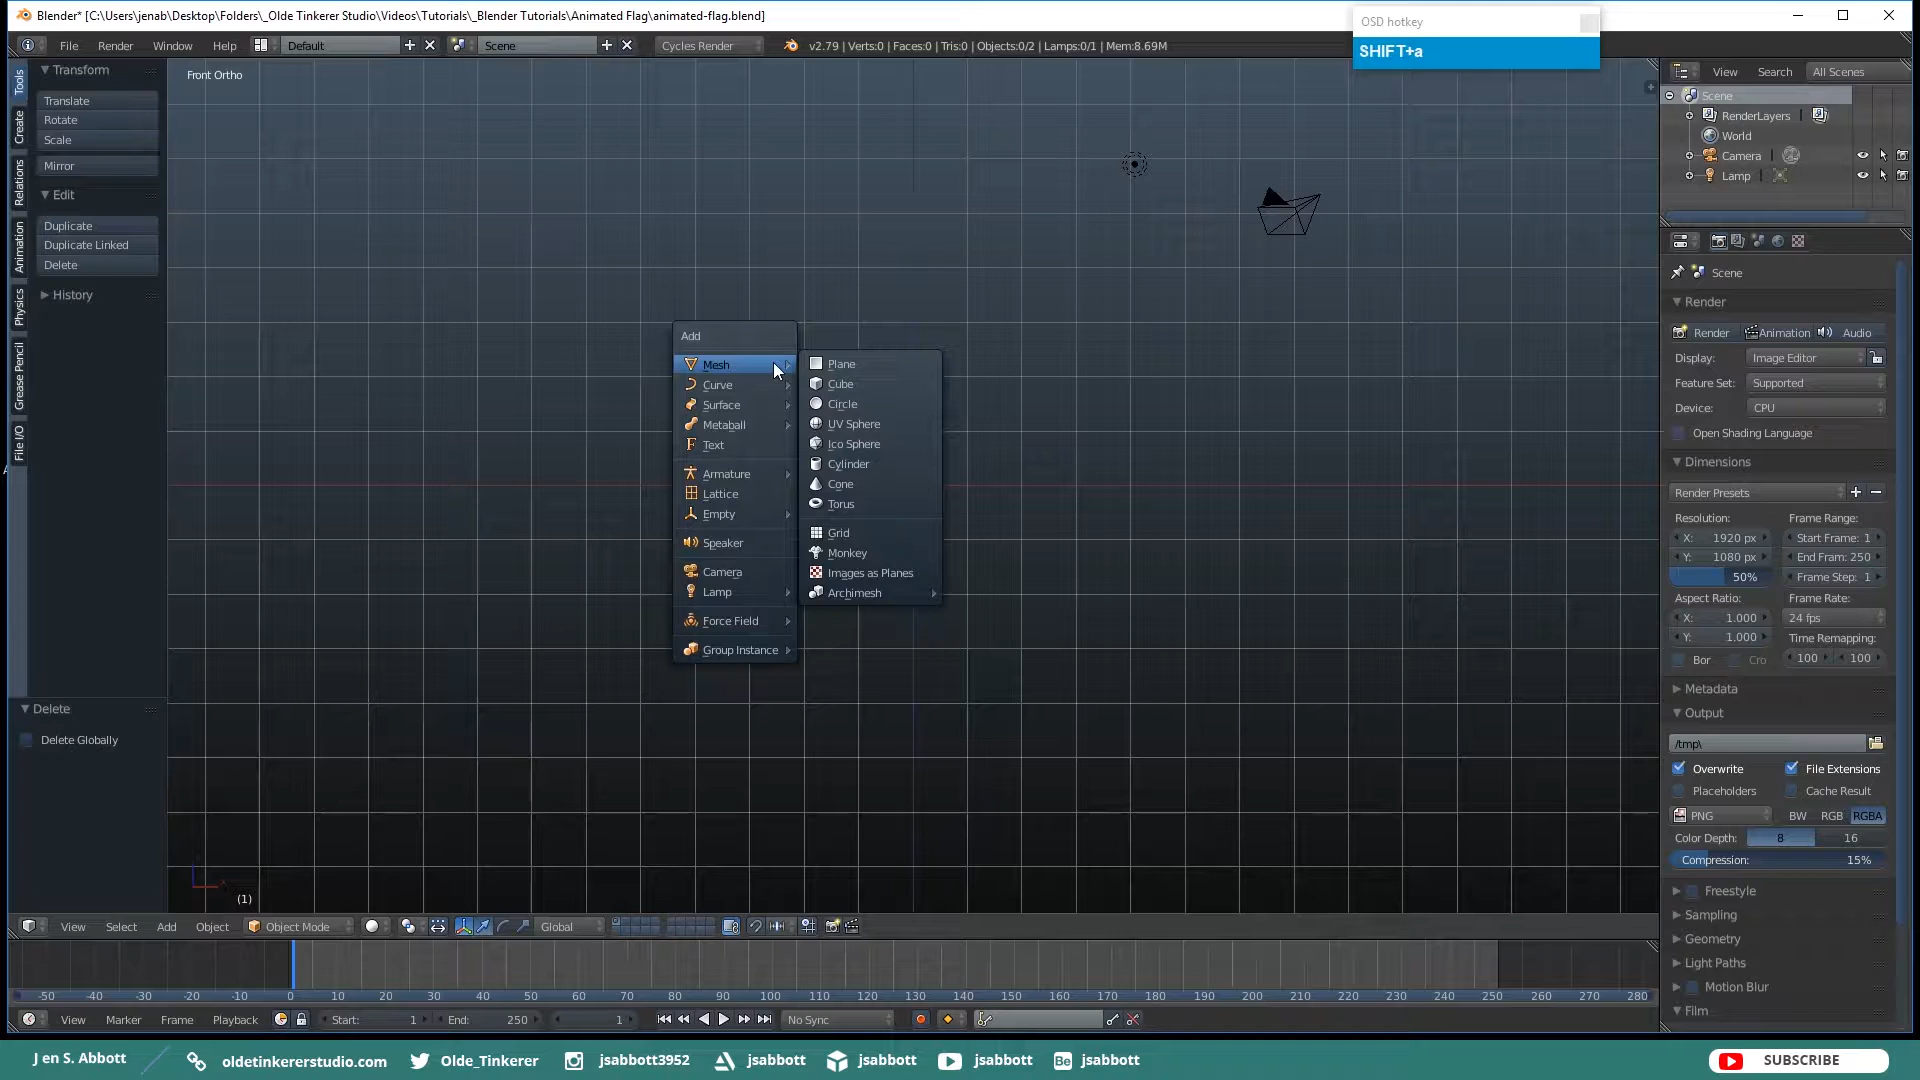 Blender* [C:\Users\jenab\Desktop\Folders\_Olde Tinkerer Studio\Videos\Tutorials\_Blender Tutorials\Animated Flag\animated-flag.blend]
OSD hotkey
SHIFT+a
File Render Window Help Default Scene Cycles Render v2.79 | Verts:0 | Faces:0 | Tris:0 | Objects:0/2 | Lamps:0/1 | Mem:8.69M
Tools
Create
Relations
Animation
Physics
Grease Pencil
File I/O
Transform
Translate
Rotate
Scale
Mirror
Edit
Duplicate
Duplicate Linked
Delete
History
Delete
Delete Globally
Front Ortho
Add
Mesh
Curve
Surface
Metaball
Text
Armature
Lattice
Empty
Speaker
Camera
Lamp
Force Field
Group Instance
Plane
Cube
Circle
UV Sphere
Ico Sphere
Cylinder
Cone
Torus
Grid
Monkey
Images as Planes
Archimesh
(1)
View Search All Scenes
Scene
RenderLayers
World
Camera
Lamp
Scene
Render
Render Animation Audio
Display: Image Editor
Feature Set: Supported
Device: CPU
Open Shading Language
Dimensions
Render Presets
Resolution: Frame Range:
X: 1920 px Start Frame: 1
Y: 1080 px End Fram: 250
50% Frame Step: 1
Aspect Ratio: Frame Rate:
X: 1.000 24 fps
Y: 1.000 Time Remapping:
Bor Cro 100 100
Metadata
Output
/tmp\
Overwrite File Extensions
Placeholders Cache Result
PNG BW RGB RGBA
Color Depth: 8 16
Compression: 15%
Freestyle
Sampling
Geometry
Light Paths
Motion Blur
Film
View Select Add Object Object Mode Global
-50 -40 -30 -20 -10 0 10 20 30 40 50 60 70 80 90 100 110 120 130 140 150 160 170 180 190 200 210 220 230 240 250 260 270 280
View Marker Frame Playback Start: 1 End: 250 1 No Sync
J en S. Abbott oldetinkererstudio.com Olde_Tinkerer jsabbott3952 jsabbott jsabbott jsabbott Bē jsabbott SUBSCRIBE